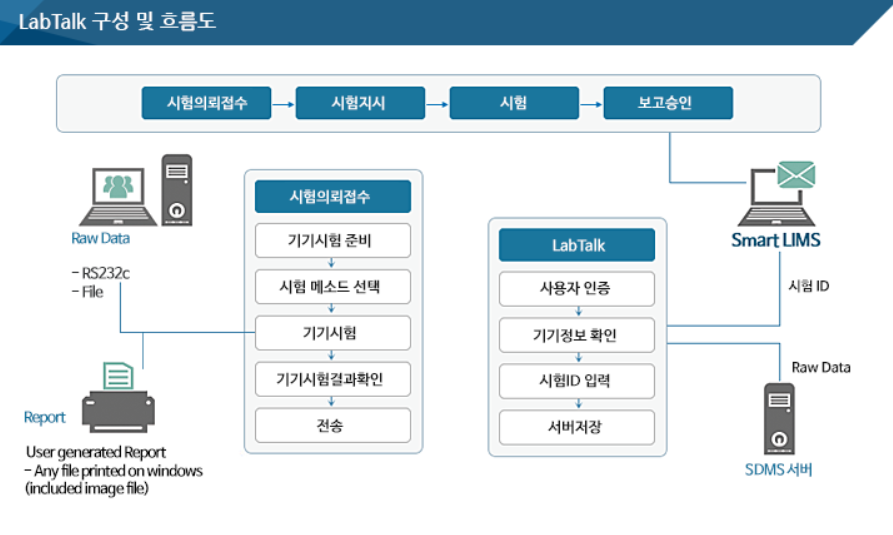 LabTalk 구성 및 흐름도
시험의뢰접수
시험지시
시험
보고승인
Raw Data
- RS232c
- File
Report
User generated Report
- Any file printed on windows
(included image file)
시험의뢰접수
기기시험 준비
시험 메소드 선택
기기시험
기기시험결과확인
전송
LabTalk
사용자 인증
기기정보 확인
시험ID 입력
서버저장
Smart LIMS
시험 ID
Raw Data
SDMS 서버